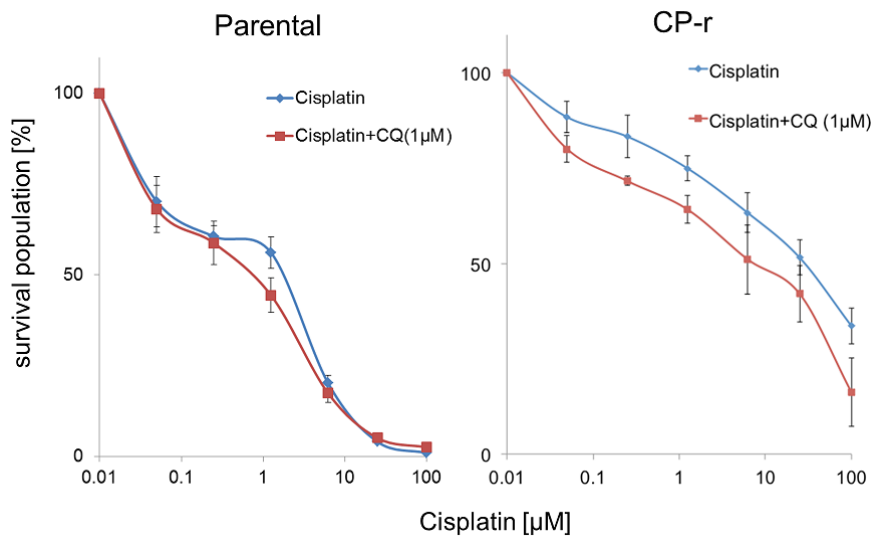 Parental
CP-r
survival population [%]
100
50
0
0.01
0.1
1
10
100
Cisplatin
Cisplatin+CQ(1μM)
100
50
0
0.01
0.1
1
10
100
Cisplatin
Cisplatin+CQ (1μM)
Cisplatin [μM]